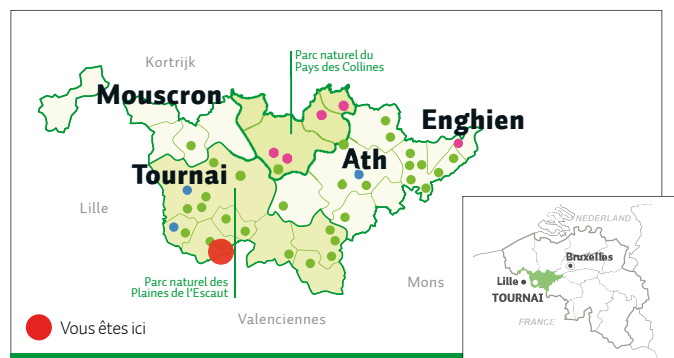 Parc naturel du
Pays des Collines
Kortrijk
Mouscron
Enghien
Ath
Tournai
Lille
Parc naturel des
Plaines de l'Escaut
Mons
Valenciennes
Vous êtes ici
NEDERLAND
Bruxelles
Lille
TOURNAI
FRANCE